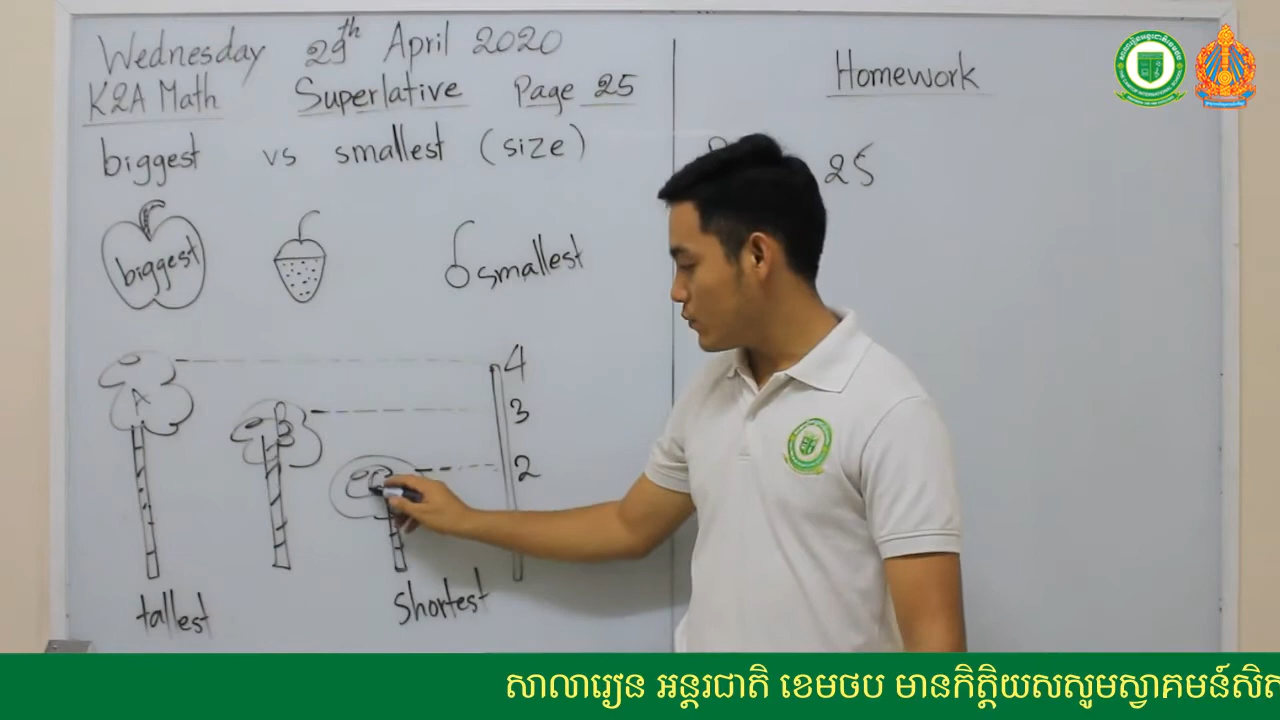 Wednesday 29th April 2020
K2A Math Superlative Page 25
biggest vs smallest (size)
biggest
smallest
A
B
C
4
3
2
tallest
shortest
Homework
25
សាលារៀន អន្តរជាតិ ខេមថប មានកិត្តិយសសូមស្វាគមន៍សិស